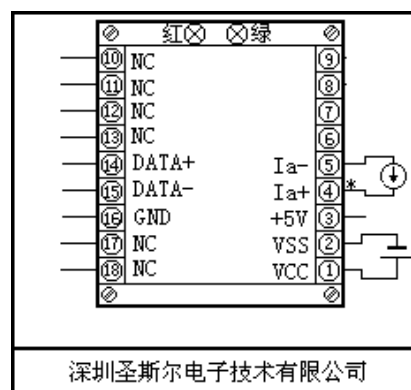 红 绿
⑩ NC ⑨
⑪ NC ⑧
⑫ NC ⑦
⑬ NC ⑥
⑭ DATA+ Ia- ⑤
⑮ DATA- Ia+ ④ *
⑯ GND +5V ③
⑰ NC VSS ②
⑱ NC VCC ①
深圳圣斯尔电子技术有限公司